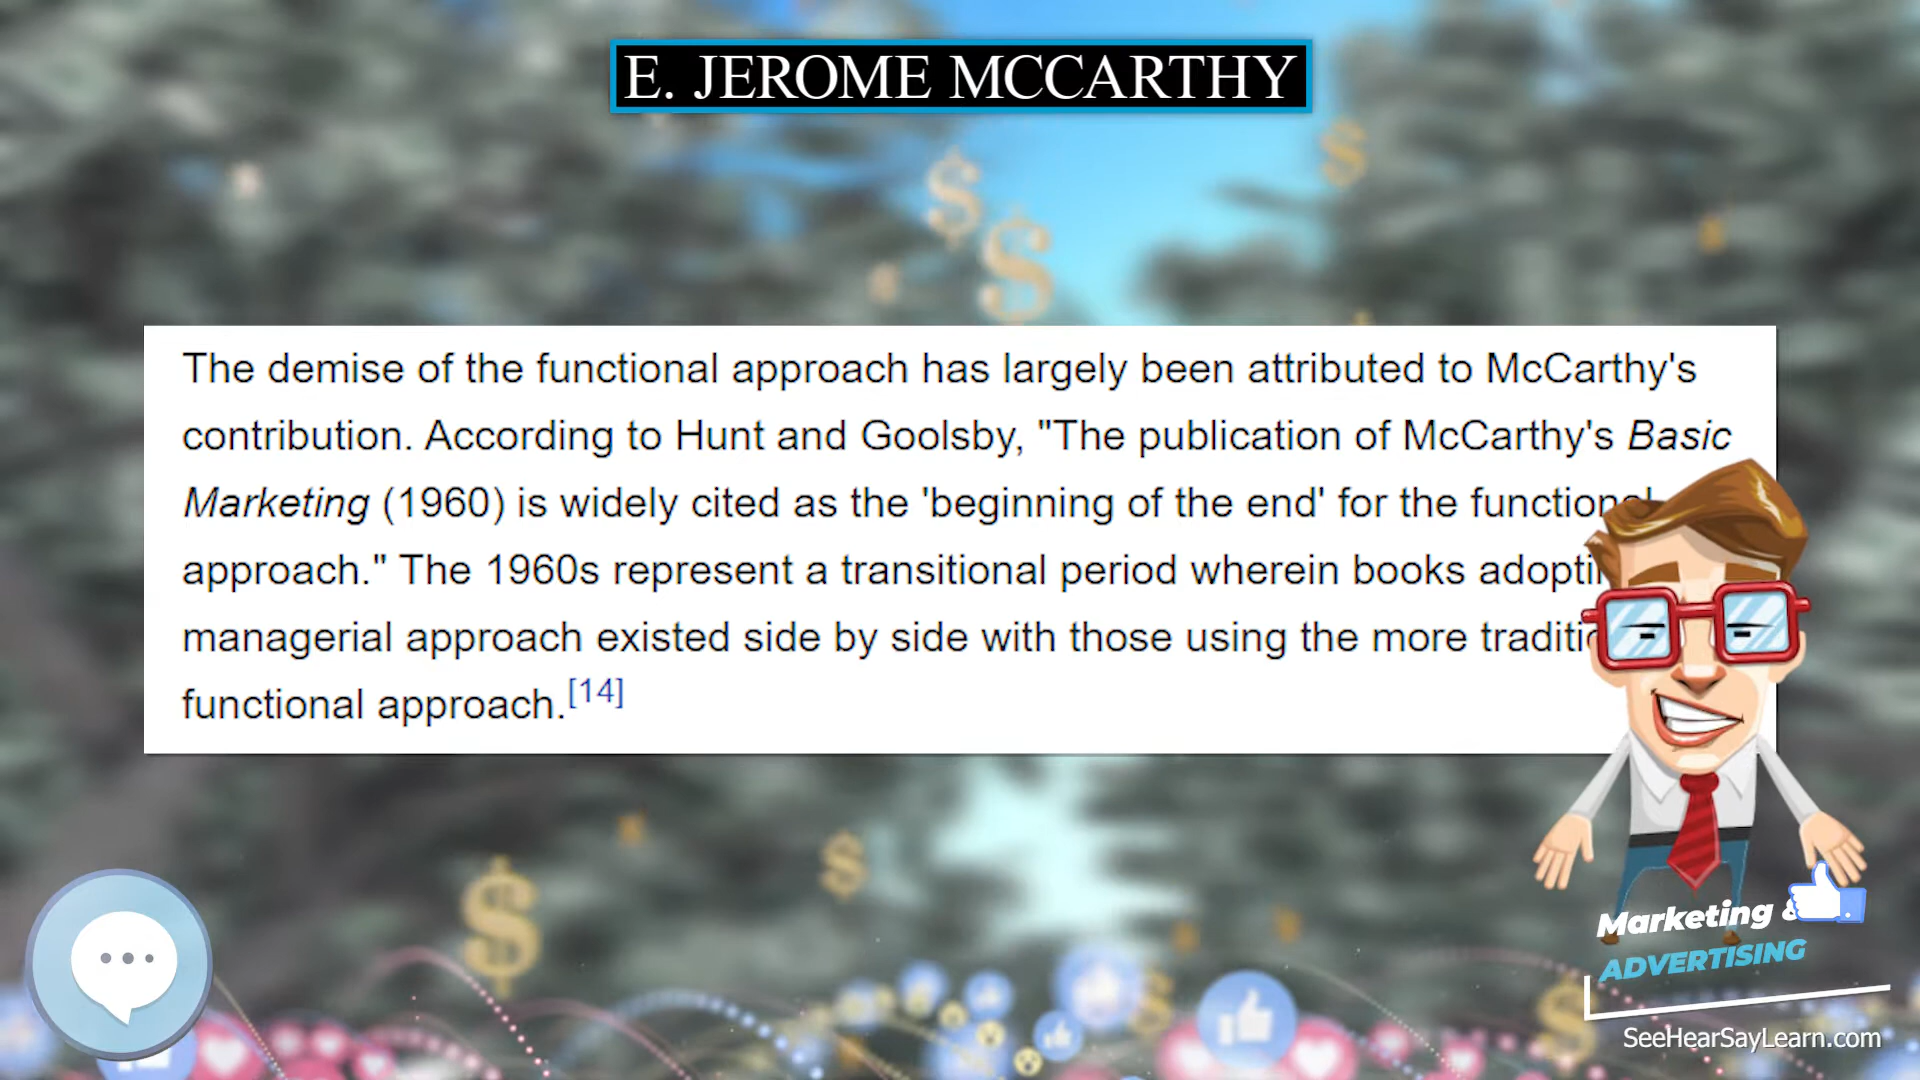 E. JEROME MCCARTHY
The demise of the functional approach has largely been attributed to McCarthy's
contribution. According to Hunt and Goolsby, "The publication of McCarthy's Basic
Marketing (1960) is widely cited as the 'beginning of the end' for the functional
approach." The 1960s represent a transitional period wherein books
managerial approach existed side by side with those using the more
functional approach.[14]
Marketing &
ADVERTISING
SeeHearSayLearn.com